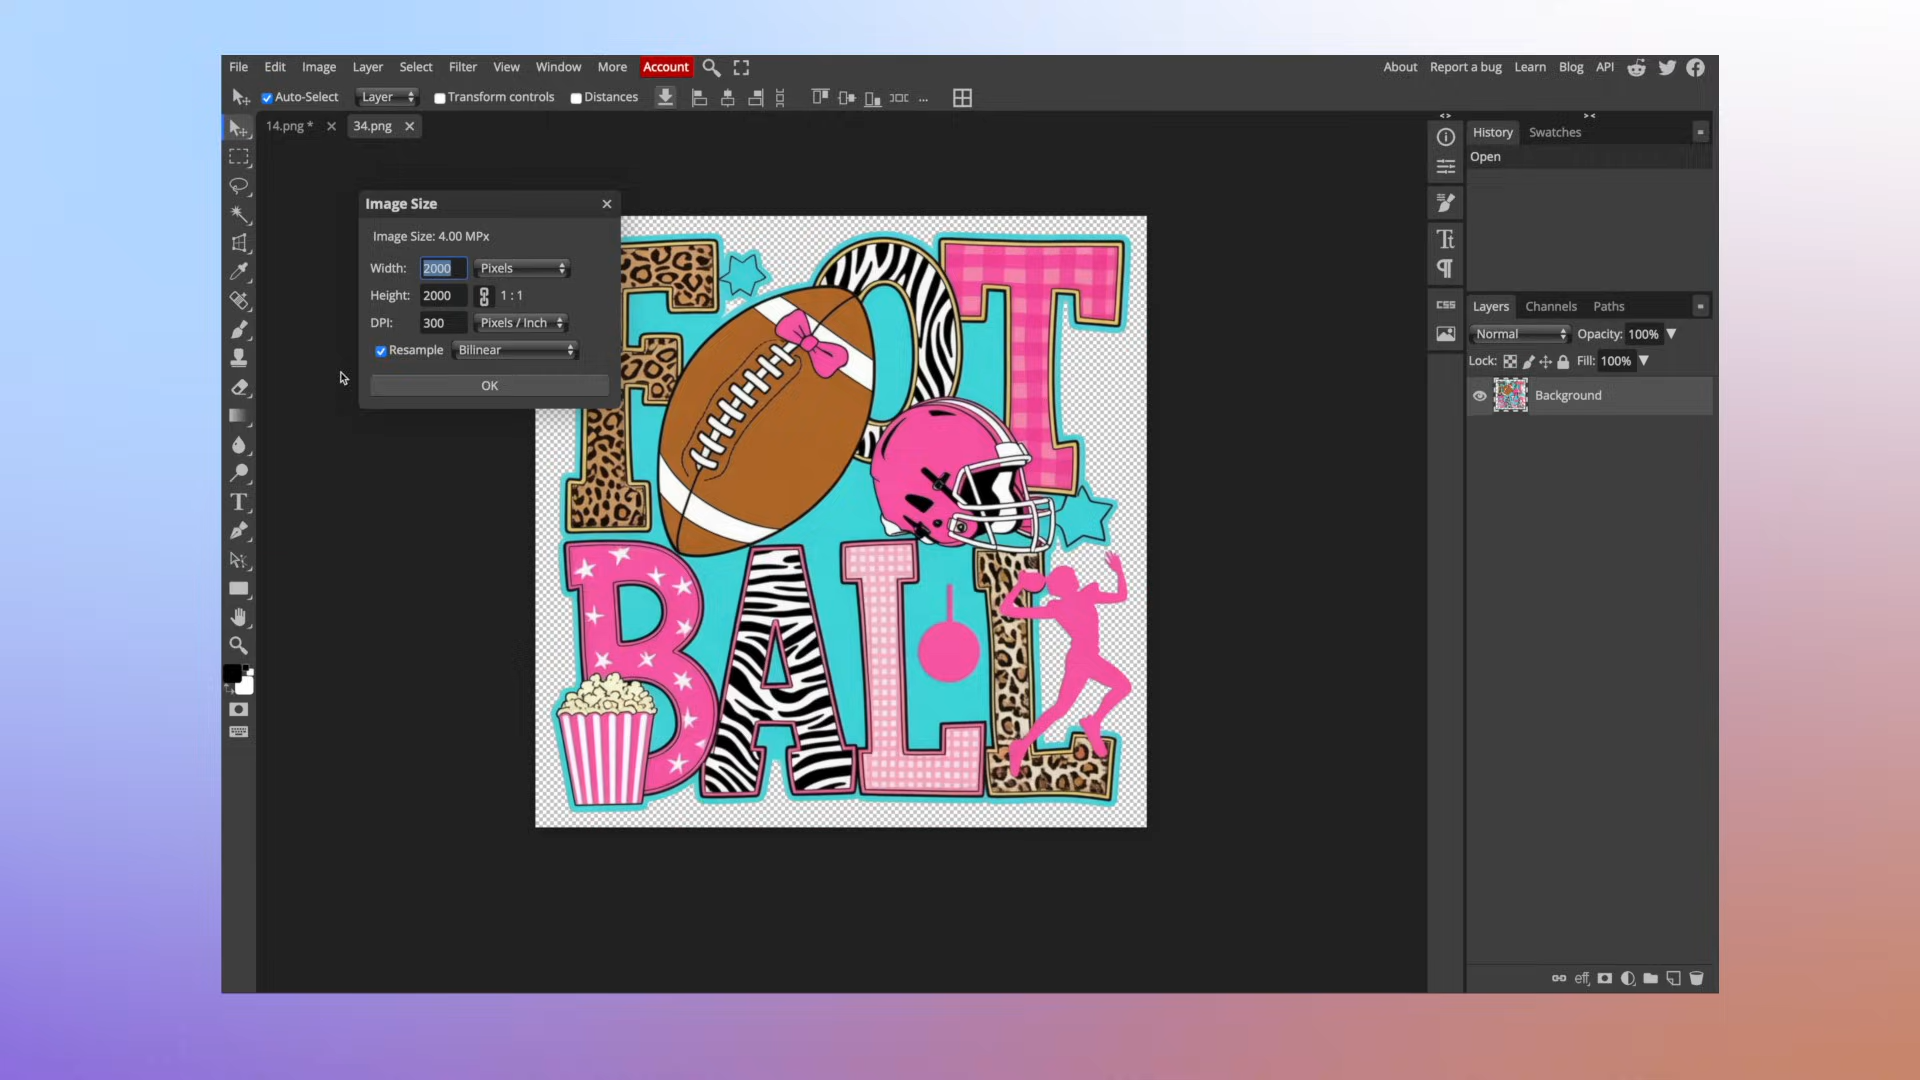 File Edit Image Layer Select Filter View Window More Account About Report a bug Learn Blog API
Auto-Select Layer Transform controls Distances ...
14.png * 34.png
History Swatches
Open
Image Size
Image Size: 4.00 MPx
Width: 2000 Pixels
Height: 2000 1 : 1
DPI: 300 Pixels / Inch
Resample Bilinear
OK
FOOT
BALL
CSS
Layers Channels Paths
Normal Opacity: 100%
Lock: Fill: 100%
Background
eff